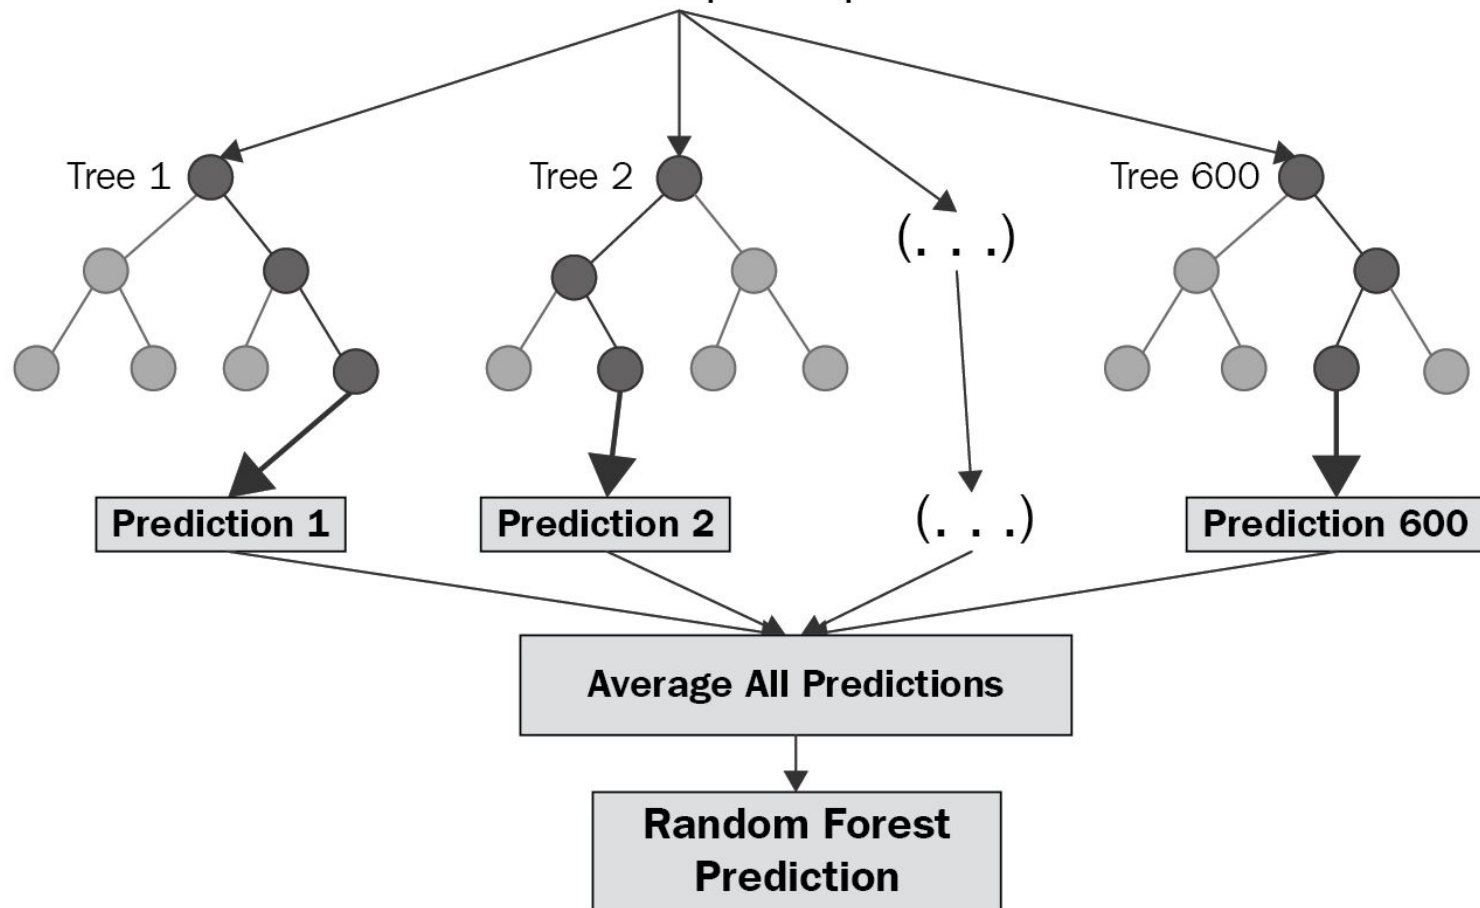 Tree 1
Tree 2
Tree 600
(. . .)
Prediction 1
Prediction 2
(. . .)
Prediction 600
Average All Predictions
Random Forest
Prediction